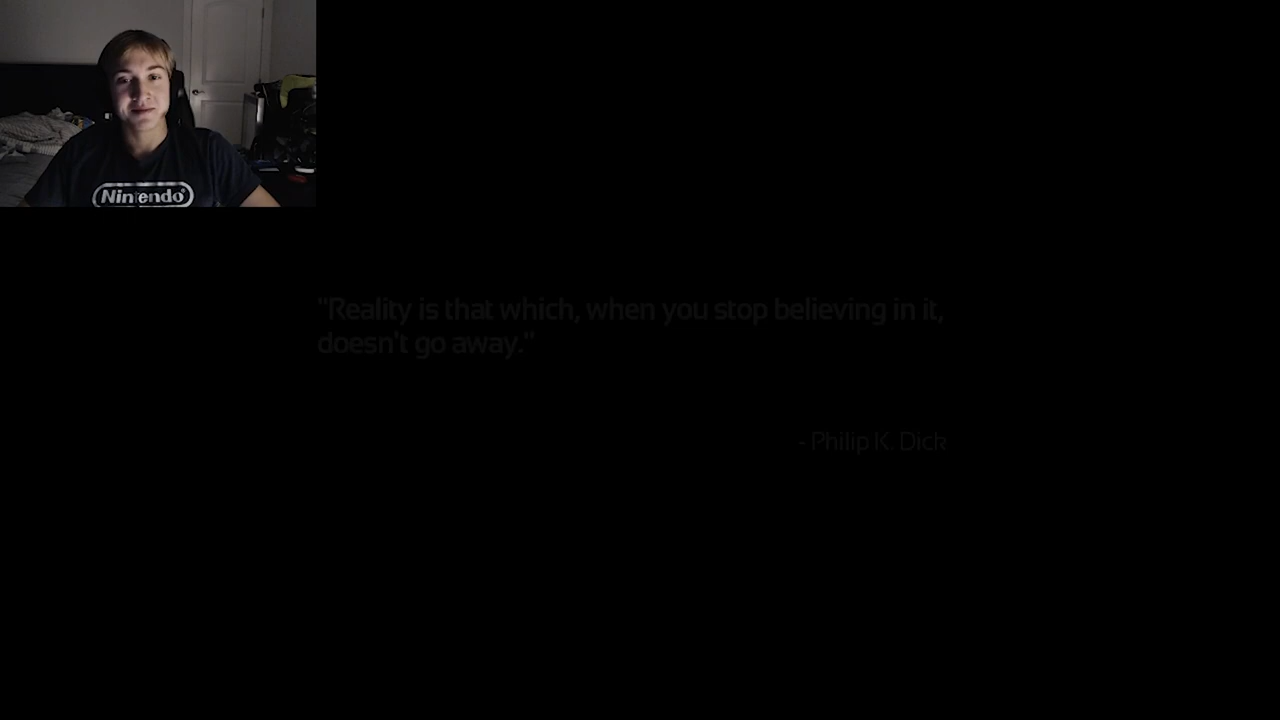 Nintendo®
"Reality is that which, when you stop believing in it,
doesn't go away."
- Philip K. Dick